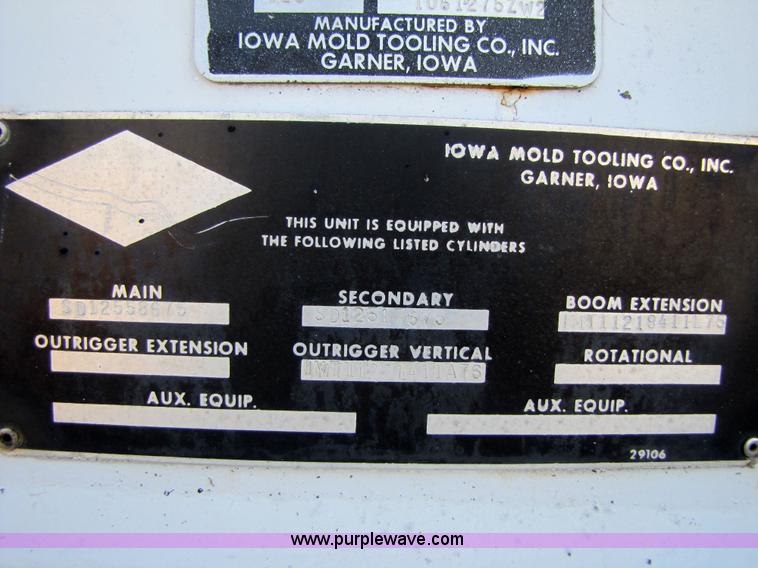 1061276ZW2
MANUFACTURED BY
IOWA MOLD TOOLING CO., INC.
GARNER, IOWA
IOWA MOLD TOOLING CO., INC.
GARNER, IOWA
THIS UNIT IS EQUIPPED WITH
THE FOLLOWING LISTED CYLINDERS
MAIN SECONDARY BOOM EXTENSION
SD12558675
OUTRIGGER EXTENSION OUTRIGGER VERTICAL ROTATIONAL
AUX. EQUIP. AUX. EQUIP.
29106
www.purplewave.com